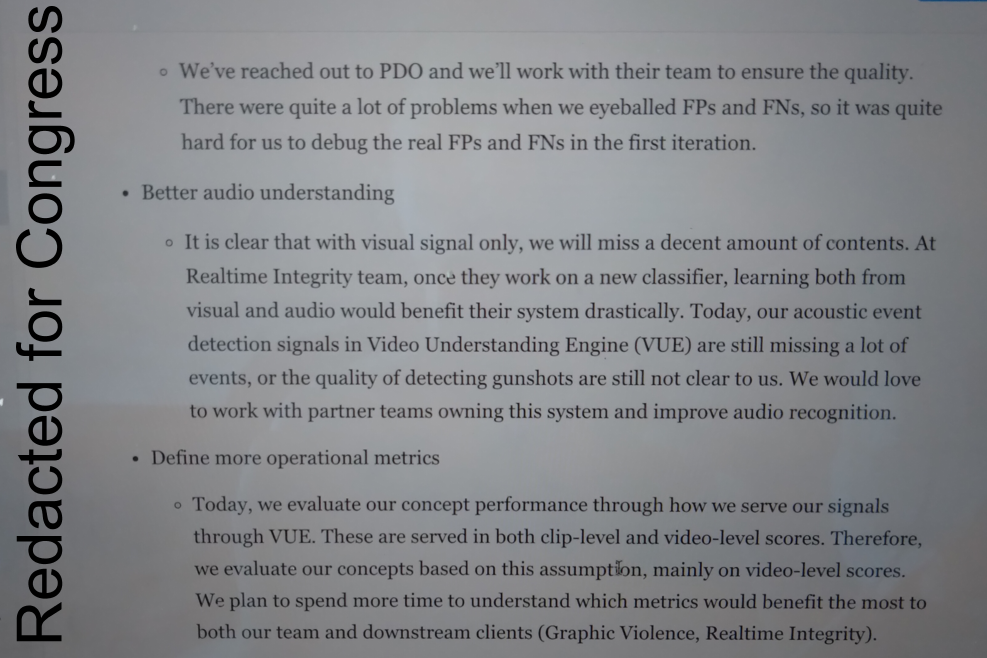 Redacted for Congress
◦ We've reached out to PDO and we'll work with their team to ensure the quality.
There were quite a lot of problems when we eyeballed FPs and FNs, so it was quite
hard for us to debug the real FPs and FNs in the first iteration.
• Better audio understanding
◦ It is clear that with visual signal only, we will miss a decent amount of contents. At
Realtime Integrity team, once they work on a new classifier, learning both from
visual and audio would benefit their system drastically. Today, our acoustic event
detection signals in Video Understanding Engine (VUE) are still missing a lot of
events, or the quality of detecting gunshots are still not clear to us. We would love
to work with partner teams owning this system and improve audio recognition.
• Define more operational metrics
◦ Today, we evaluate our concept performance through how we serve our signals
through VUE. These are served in both clip-level and video-level scores. Therefore,
we evaluate our concepts based on this assumption, mainly on video-level scores.
We plan to spend more time to understand which metrics would benefit the most to
both our team and downstream clients (Graphic Violence, Realtime Integrity).